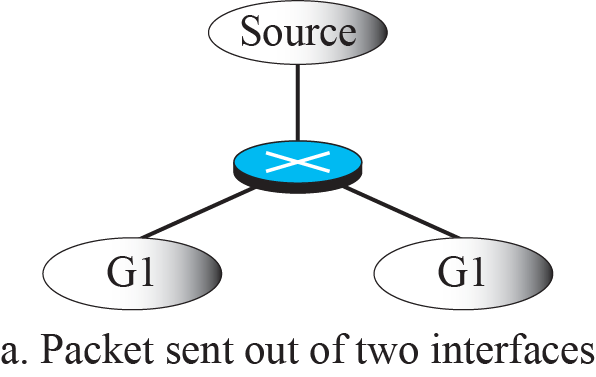 Source
G1 G1
a. Packet sent out of two interfaces